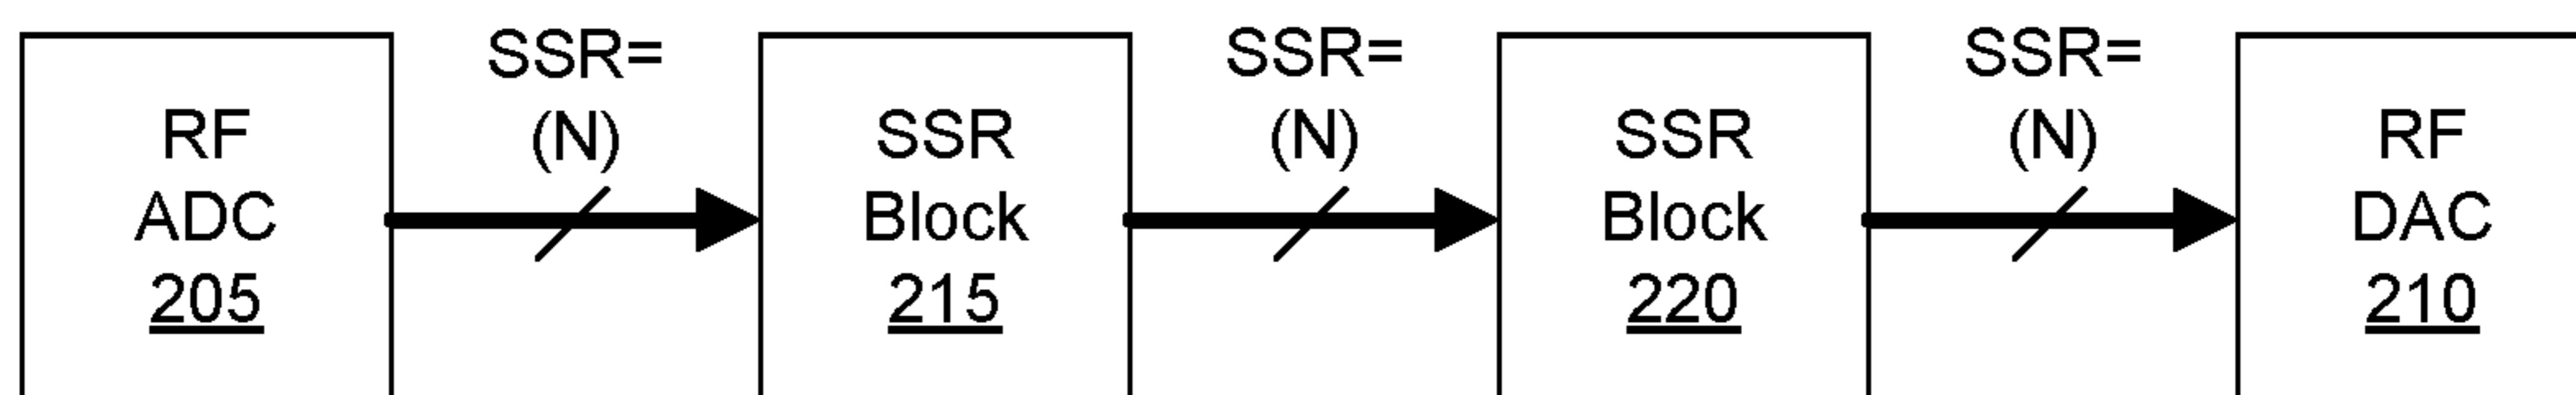 RF
ADC
205
SSR=
(N)
SSR
Block
215
SSR=
(N)
SSR
Block
220
SSR=
(N)
RF
DAC
210